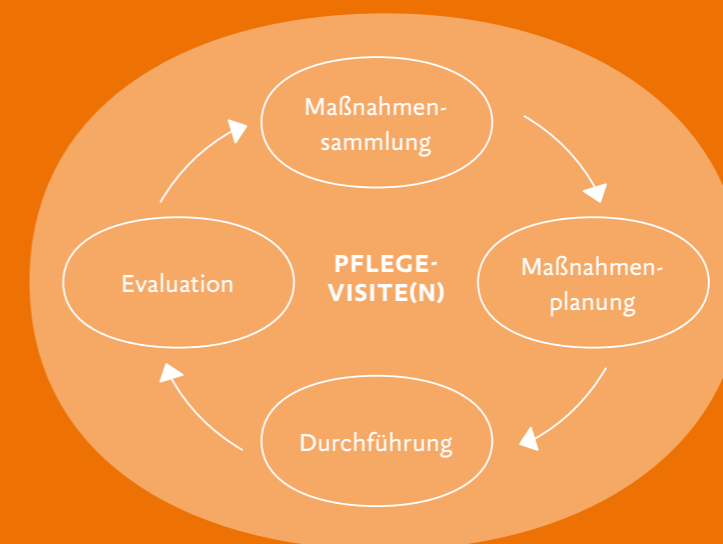 Maßnahmen-
sammlung
Evaluation
PFLEGE-
VISITE(N)
Maßnahmen-
planung
Durchführung